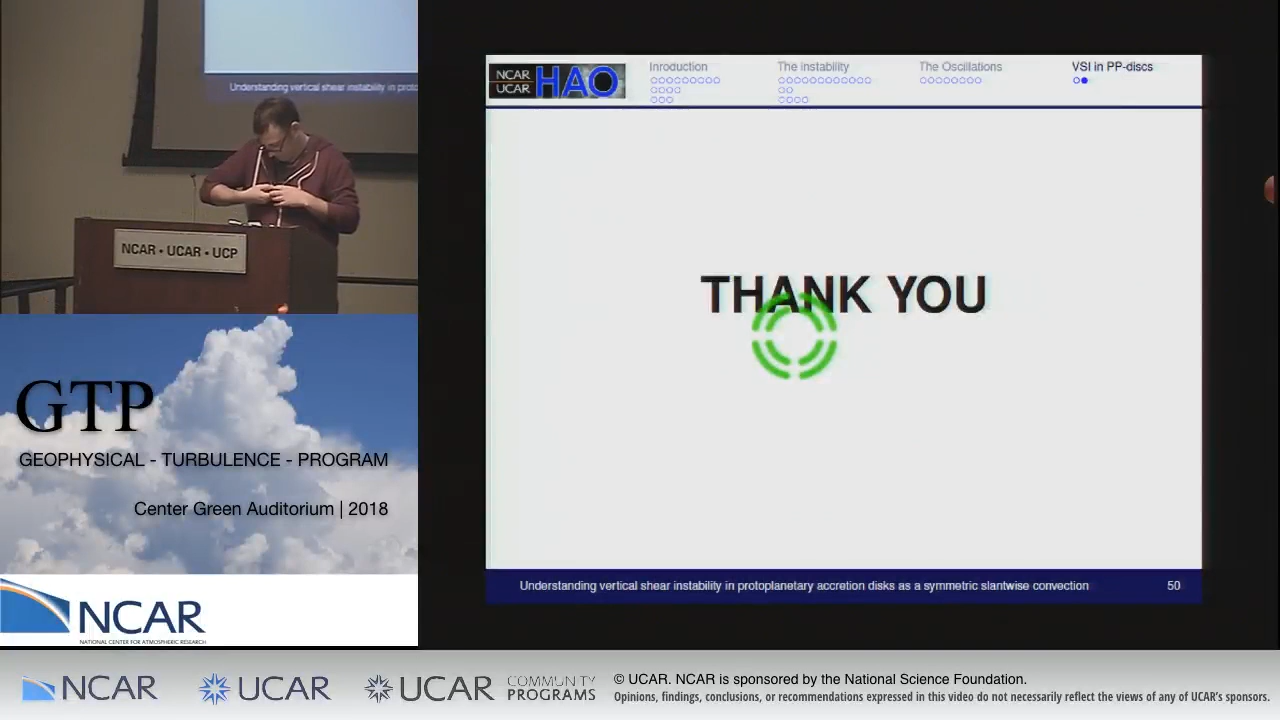 Understanding vertical shear instability in proto
NCAR • UCAR • UCP
GTP
GEOPHYSICAL - TURBULENCE - PROGRAM
Center Green Auditorium | 2018
NCAR
NATIONAL CENTER FOR ATMOSPHERIC RESEARCH
NCAR
UCAR
HAO
Inroduction
The Instability
The Oscillations
VSI in PP-discs
THANK YOU
Understanding vertical shear instability in protoplanetary accretion disks as a symmetric slantwise convection
50
NCAR
UCAR
UCAR
COMMUNITY
PROGRAMS
© UCAR. NCAR is sponsored by the National Science Foundation.
Opinions, findings, conclusions, or recommendations expressed in this video do not necessarily reflect the views of any of UCAR's sponsors.